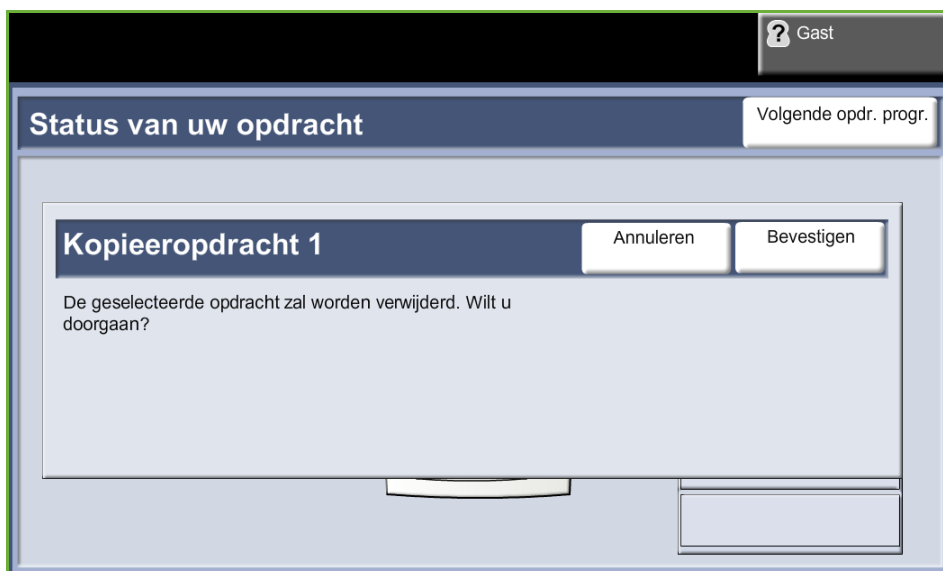 Gast
Status van uw opdracht
Volgende opdr. progr.
Kopieeropdracht 1
Annuleren
Bevestigen
De geselecteerde opdracht zal worden verwijderd. Wilt u
doorgaan?